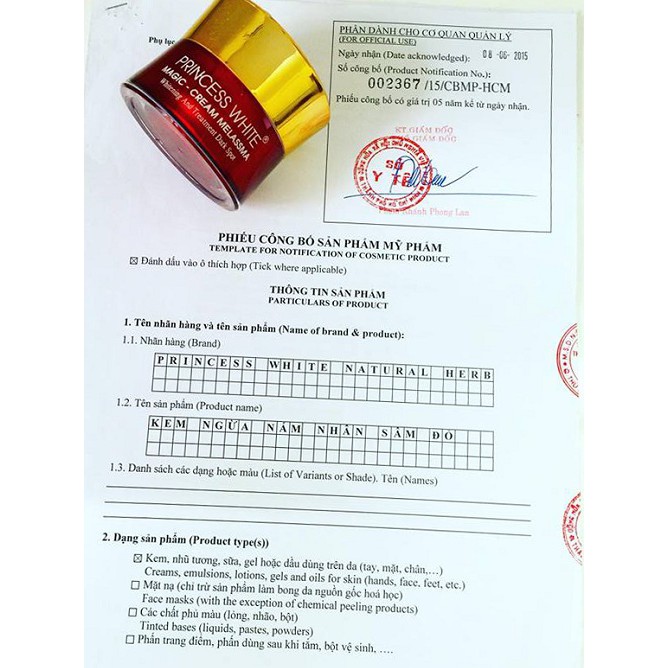 PRINCESS WHITE®
MAGIC - CREAM MELASSMA
Whitening And Treatment Dark Spot
Phụ lục
PHẦN DÀNH CHO CƠ QUAN QUẢN LÝ
(FOR OFFICIAL USE)
Ngày nhận (Date acknowledged): 08 -06- 2015
Số công bố (Product Notification No.):
002367 /15/CBMP-HCM
Phiếu công bố có giá trị 05 năm kể từ ngày nhận.
KT.GIÁM ĐỐC
PHÓ GIÁM ĐỐC
SỞ
Y TẾ
Phạm Khánh Phong Lan
PHIẾU CÔNG BỐ SẢN PHẨM MỸ PHẨM
TEMPLATE FOR NOTIFICATION OF COSMETIC PRODUCT
☒ Đánh dấu vào ô thích hợp (Tick where applicable)
THÔNG TIN SẢN PHẨM
PARTICULARS OF PRODUCT
1. Tên nhãn hàng và tên sản phẩm (Name of brand & product):
1.1. Nhãn hàng (Brand)
PRINCESS WHITE NATURAL HERB
1.2. Tên sản phẩm (Product name)
KEM NGỪA NÁM NHÂN SÂM ĐỎ
1.3. Danh sách các dạng hoặc màu (List of Variants or Shade). Tên (Names)
2. Dạng sản phẩm (Product type(s))
☒ Kem, nhũ tương, sữa, gel hoặc dầu dùng trên da (tay, mặt, chân,…)
Creams, emulsions, lotions, gels and oils for skin (hands, face, feet, etc.)
☐ Mặt nạ (chỉ trừ sản phẩm làm bong da nguồn gốc hoá học)
Face masks (with the exception of chemical peeling products)
☐ Các chất phủ màu (lỏng, nhão, bột)
Tinted bases (liquids, pastes, powders)
☐ Phấn trang điểm, phấn dùng sau khi tắm, bột vệ sinh, ….